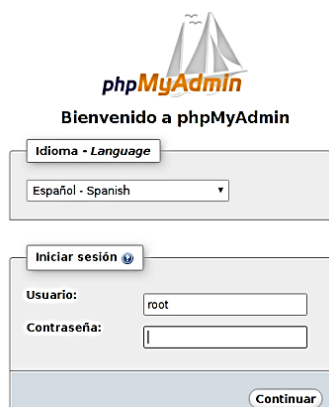 phpMyAdmin
Bienvenido a phpMyAdmin
Idioma - Language
Español - Spanish
Iniciar sesión
Usuario:
root
Contraseña:
Continuar